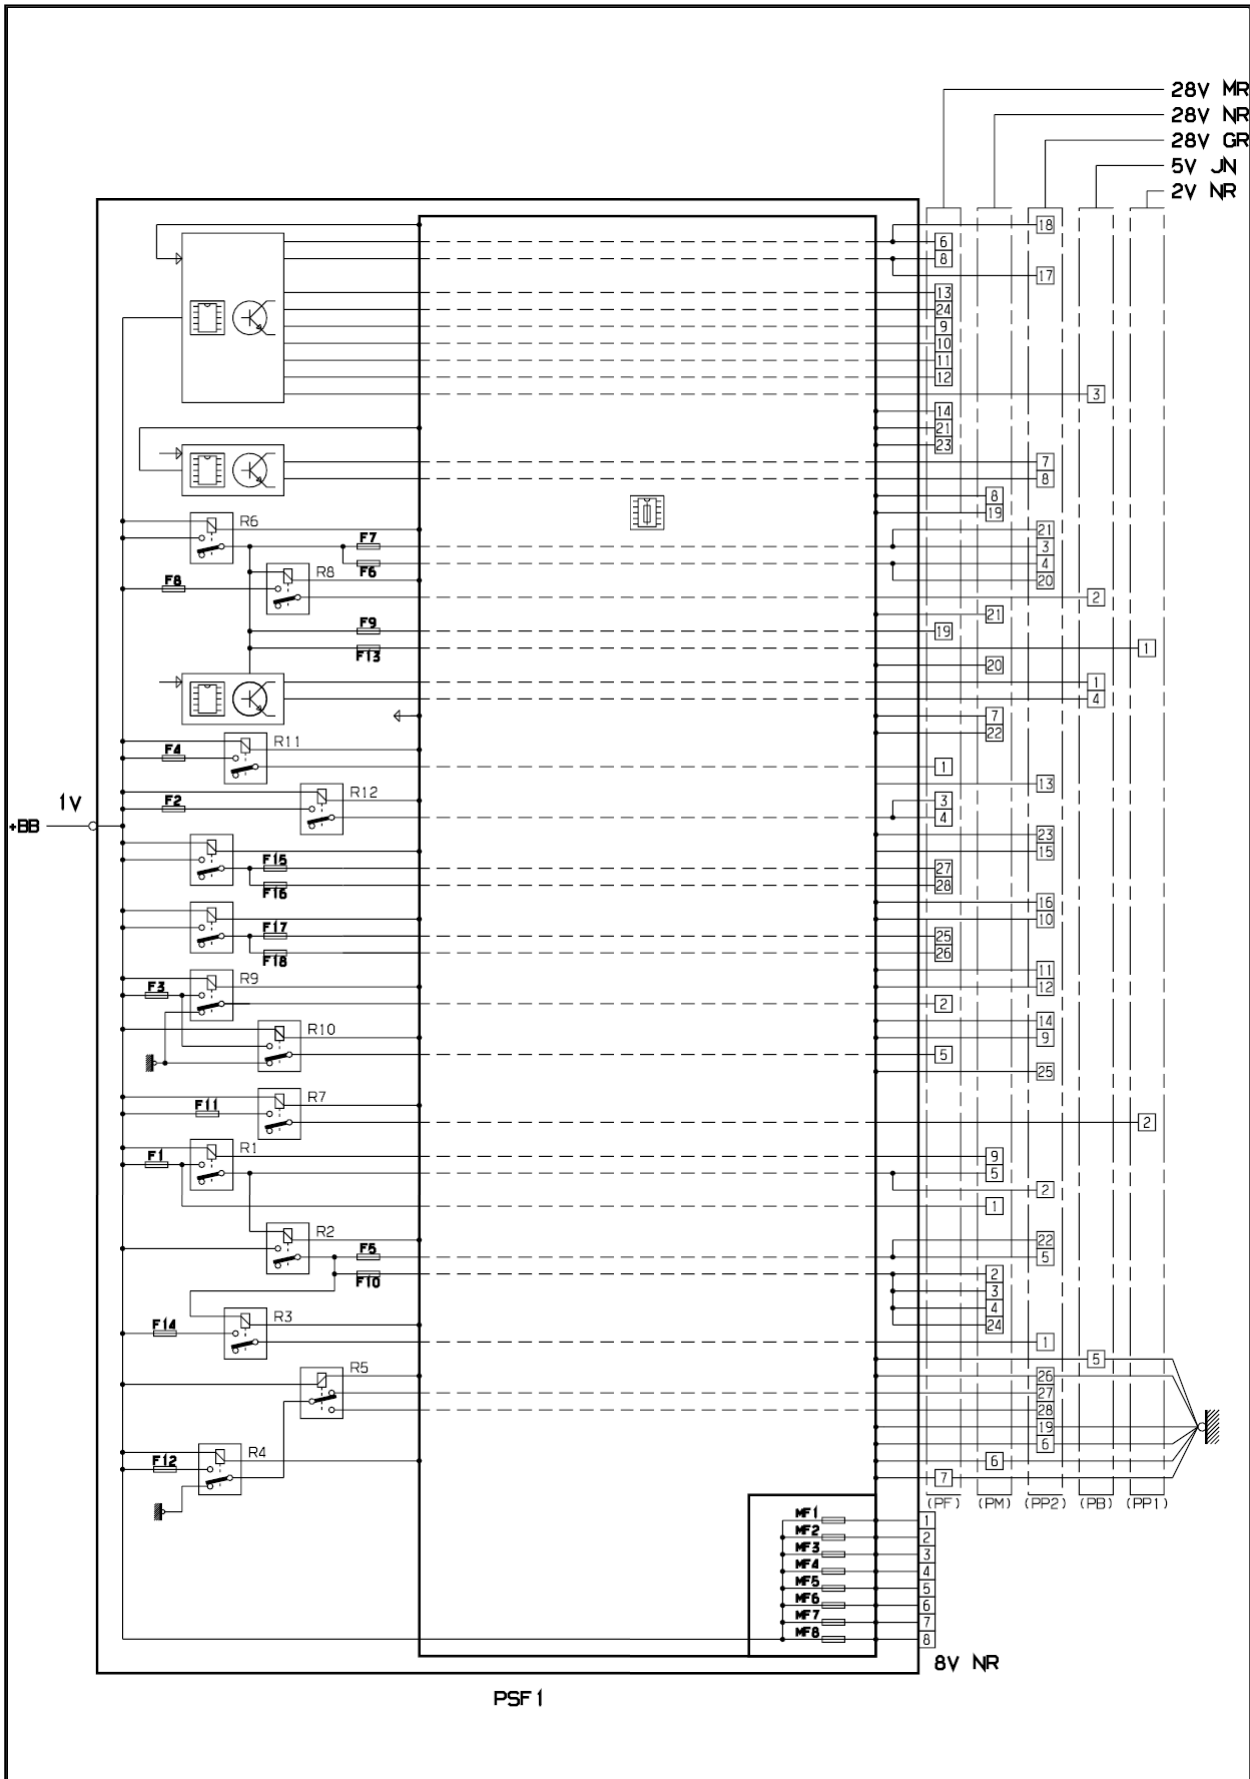 28V MR
28V NR
28V GR
5V JN
2V NR
18
6
8
17
13
24
9
10
11
12
3
14
21
23
7
8
8
19
R6
21
F7
3
F6
4
R8
20
F8
2
21
F9
19
F13
1
20
1
4
7
22
R11
F4
1
13
R12
3
1V
F2
4
+BB
23
15
F15
27
F16
28
16
10
F17
25
F18
26
11
R9
12
F3
2
14
R10
9
5
25
R7
F11
2
R1
9
F1
5
2
1
R2
22
F5
5
F10
2
3
4
R3
24
F14
1
5
R5
26
27
28
19
6
R4
6
F12
7
(PF) (PM) (PP2) (PB) (PP1)
MF1 1
MF2 2
MF3 3
MF4 4
MF5 5
MF6 6
MF7 7
MF8 8
8V NR
PSF1